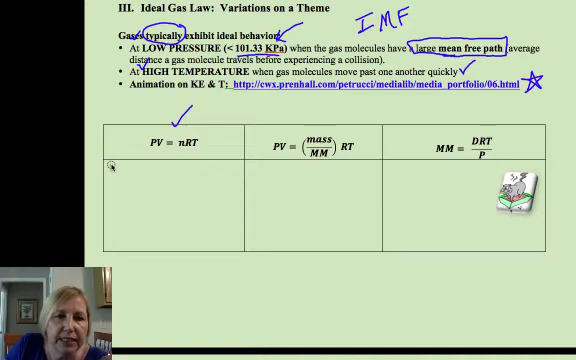 III. Ideal Gas Law: Variations on a Theme
IMF
Gases typically exhibit ideal behavior
• At LOW PRESSURE (< 101.33 KPa) when the gas molecules have a large mean free path (average
distance a gas molecule travels before experiencing a collision).
• At HIGH TEMPERATURE when gas molecules move past one another quickly
• Animation on KE & T: http://cwx.prenhall.com/petrucci/medialib/media_portfolio/06.html
PV = nRT
PV = (mass/MM) RT
MM = DRT/P